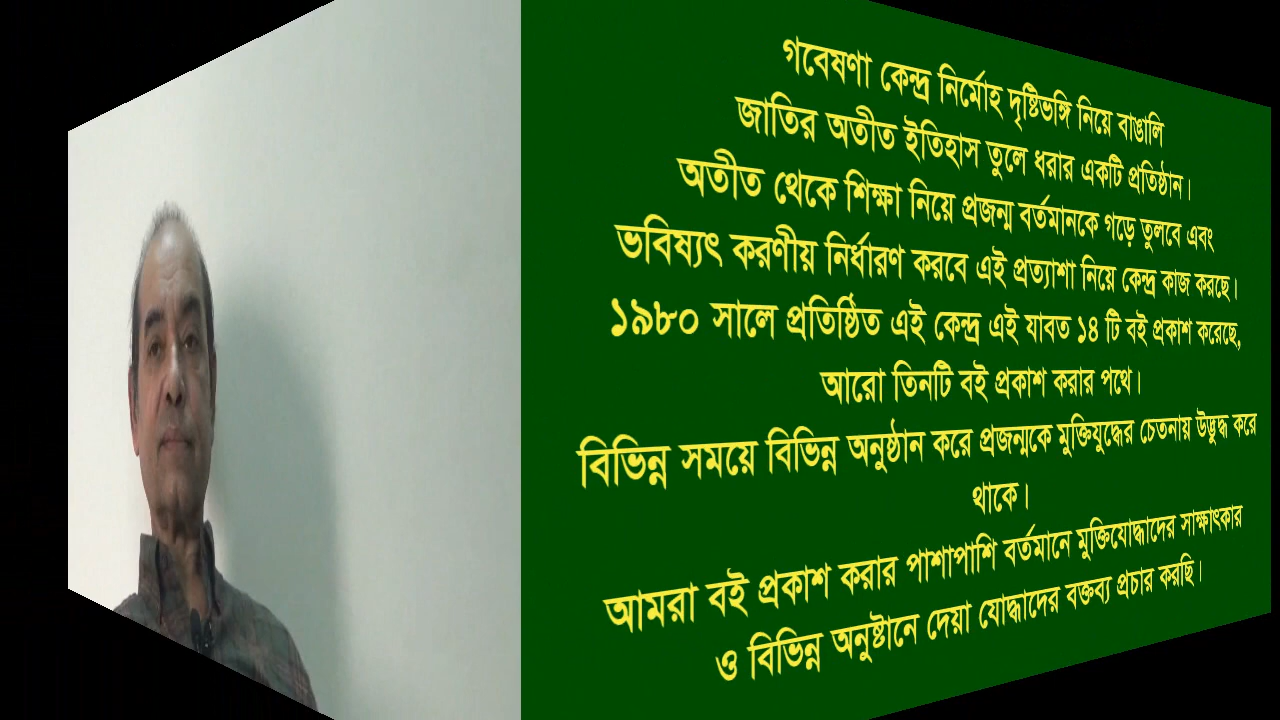 গবেষণা কেন্দ্র নির্মোহ দৃষ্টিভঙ্গি নিয়ে বাঙালি
জাতির অতীত ইতিহাস তুলে ধরার একটি প্রতিষ্ঠান।
অতীত থেকে শিক্ষা নিয়ে প্রজন্ম বর্তমানকে গড়ে তুলবে এবং
ভবিষ্যৎ করণীয় নির্ধারণ করবে এই প্রত্যাশা নিয়ে কেন্দ্র কাজ করছে।
১৯৮০ সালে প্রতিষ্ঠিত এই কেন্দ্র এই যাবত ১৪ টি বই প্রকাশ করেছে,
আরো তিনটি বই প্রকাশ করার পথে।
বিভিন্ন সময়ে বিভিন্ন অনুষ্ঠান করে প্রজন্মকে মুক্তিযুদ্ধের চেতনায় উদ্ভুদ্ধ করে
থাকে।
আমরা বই প্রকাশ করার পাশাপাশি বর্তমানে মুক্তিযোদ্ধাদের সাক্ষাৎকার
ও বিভিন্ন অনুষ্টানে দেয়া যোদ্ধাদের বক্তব্য প্রচার করছি।